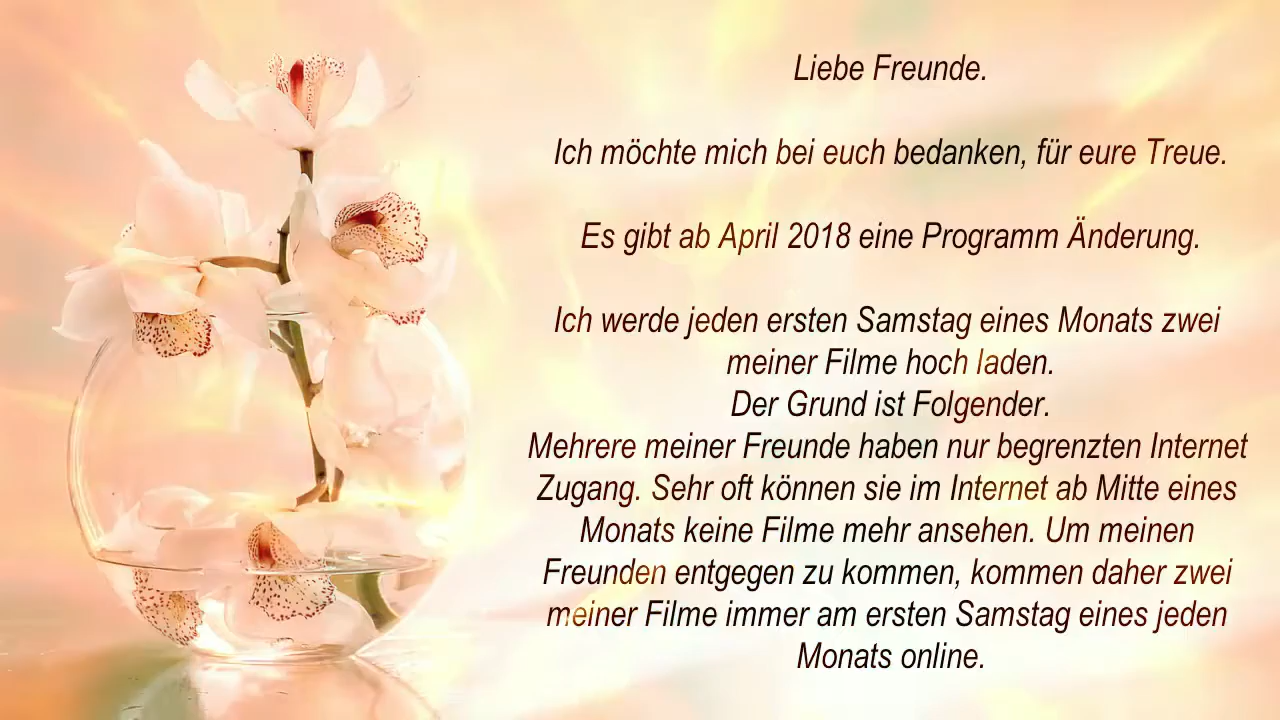 Liebe Freunde.
Ich möchte mich bei euch bedanken, für eure Treue.
Es gibt ab April 2018 eine Programm Änderung.
Ich werde jeden ersten Samstag eines Monats zwei
meiner Filme hoch laden.
Der Grund ist Folgender.
Mehrere meiner Freunde haben nur begrenzten Internet
Zugang. Sehr oft können sie im Internet ab Mitte eines
Monats keine Filme mehr ansehen. Um meinen
Freunden entgegen zu kommen, kommen daher zwei
meiner Filme immer am ersten Samstag eines jeden
Monats online.